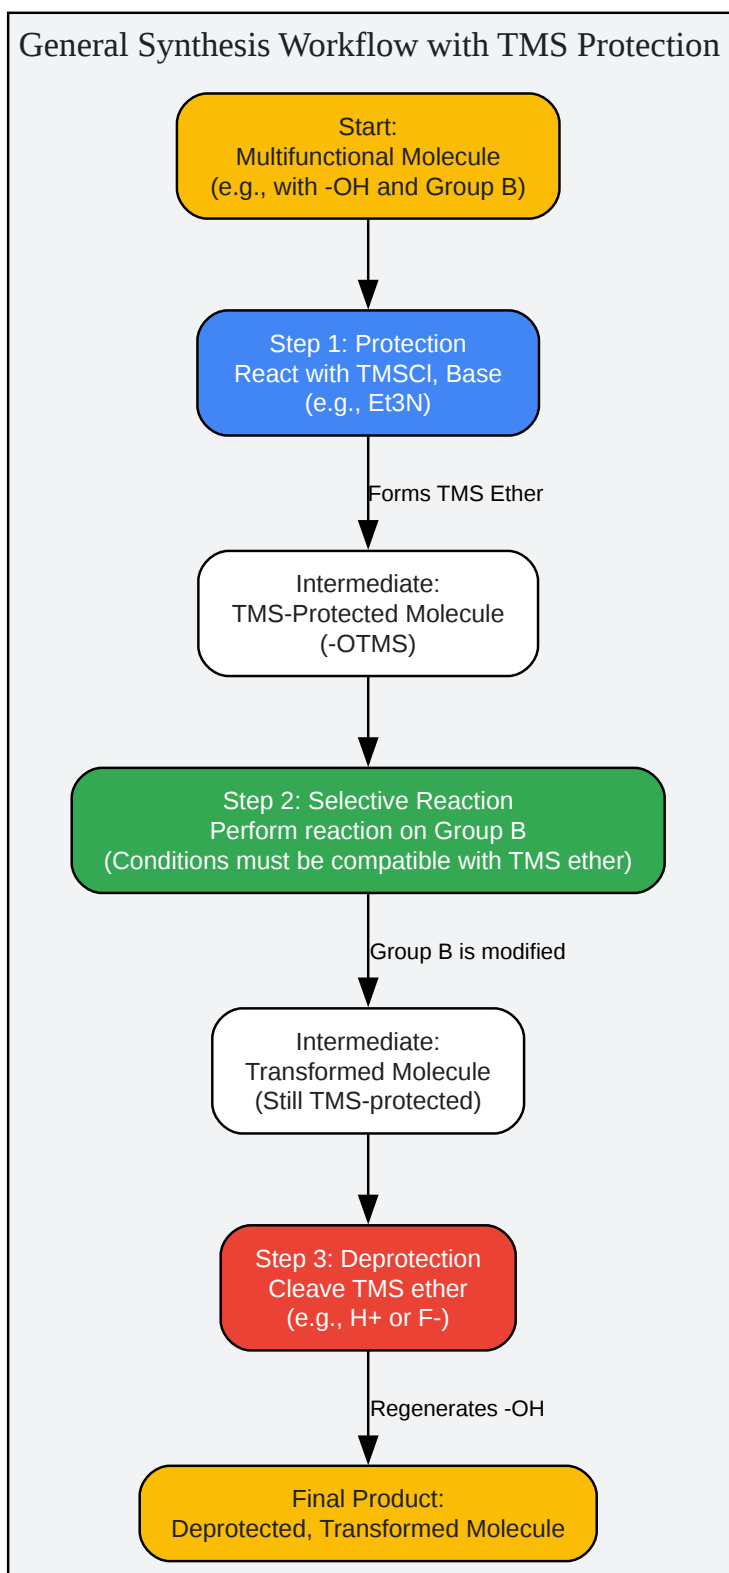 General Synthesis Workflow with TMS Protection
Start:
Multifunctional Molecule
(e.g., with -OH and Group B)
Step 1: Protection
React with TMSCl, Base
(e.g., Et3N)
Forms TMS Ether
Intermediate:
TMS-Protected Molecule
(-OTMS)
Step 2: Selective Reaction
Perform reaction on Group B
(Conditions must be compatible with TMS ether)
Group B is modified
Intermediate:
Transformed Molecule
(Still TMS-protected)
Step 3: Deprotection
Cleave TMS ether
(e.g., H+ or F-)
Regenerates -OH
Final Product:
Deprotected, Transformed Molecule